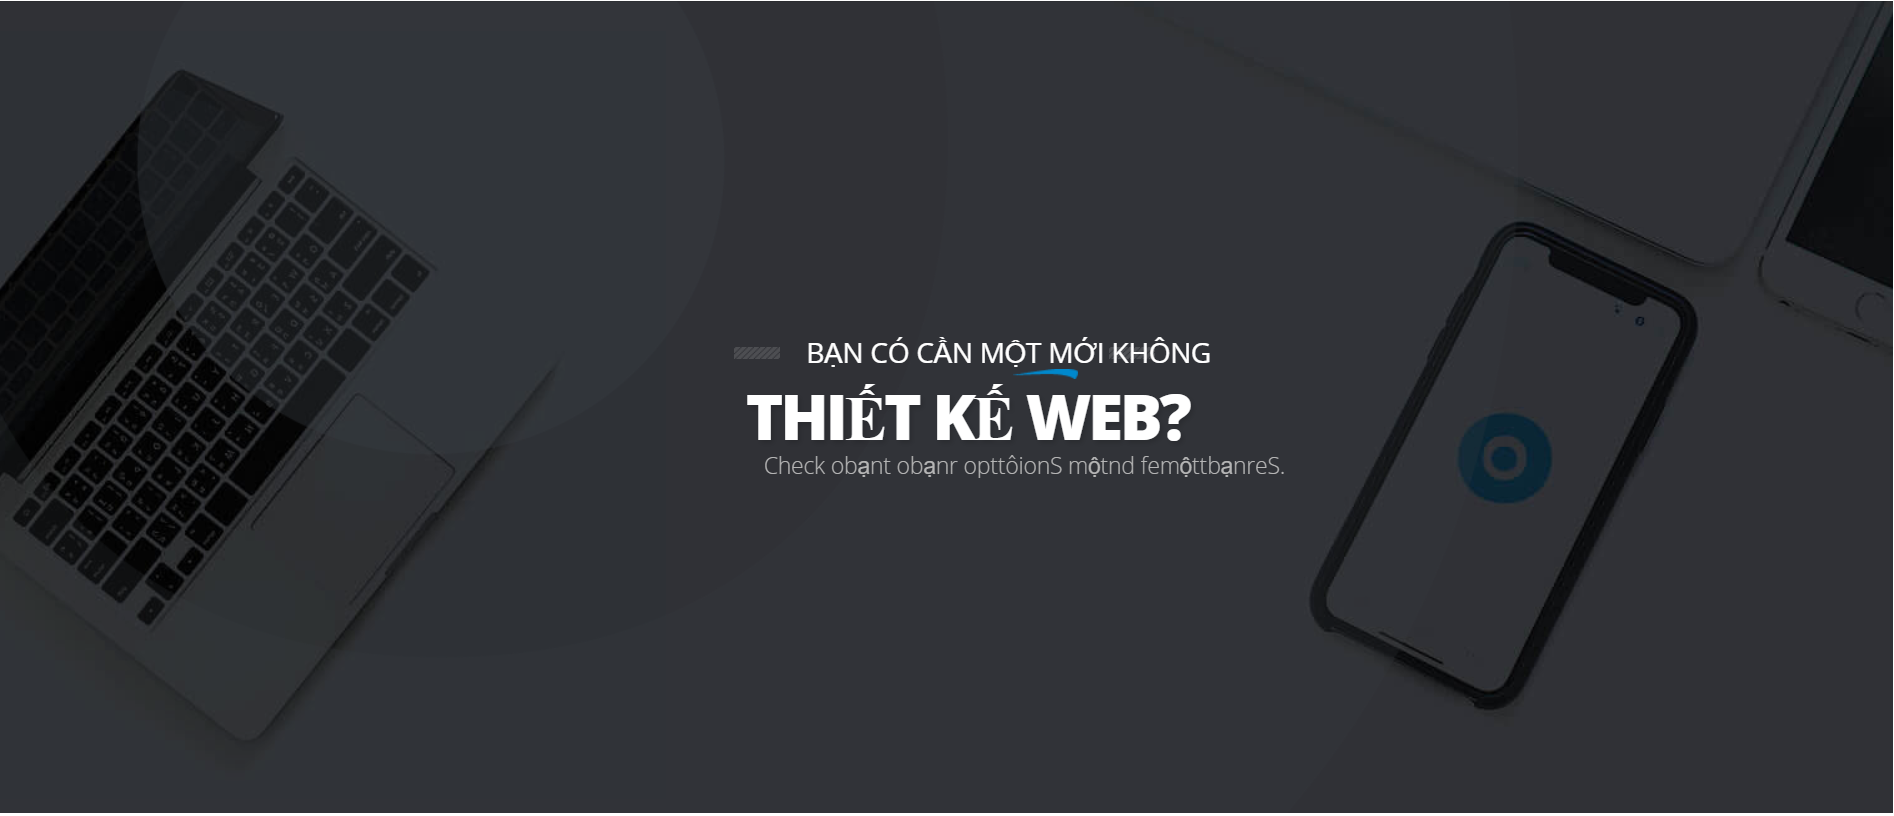 BẠN CÓ CẦN MỘT MỚI KHÔNG
THIẾT KẾ WEB?
Check obạnt obạnr opttôionS mộtnd femộttbạnreS.